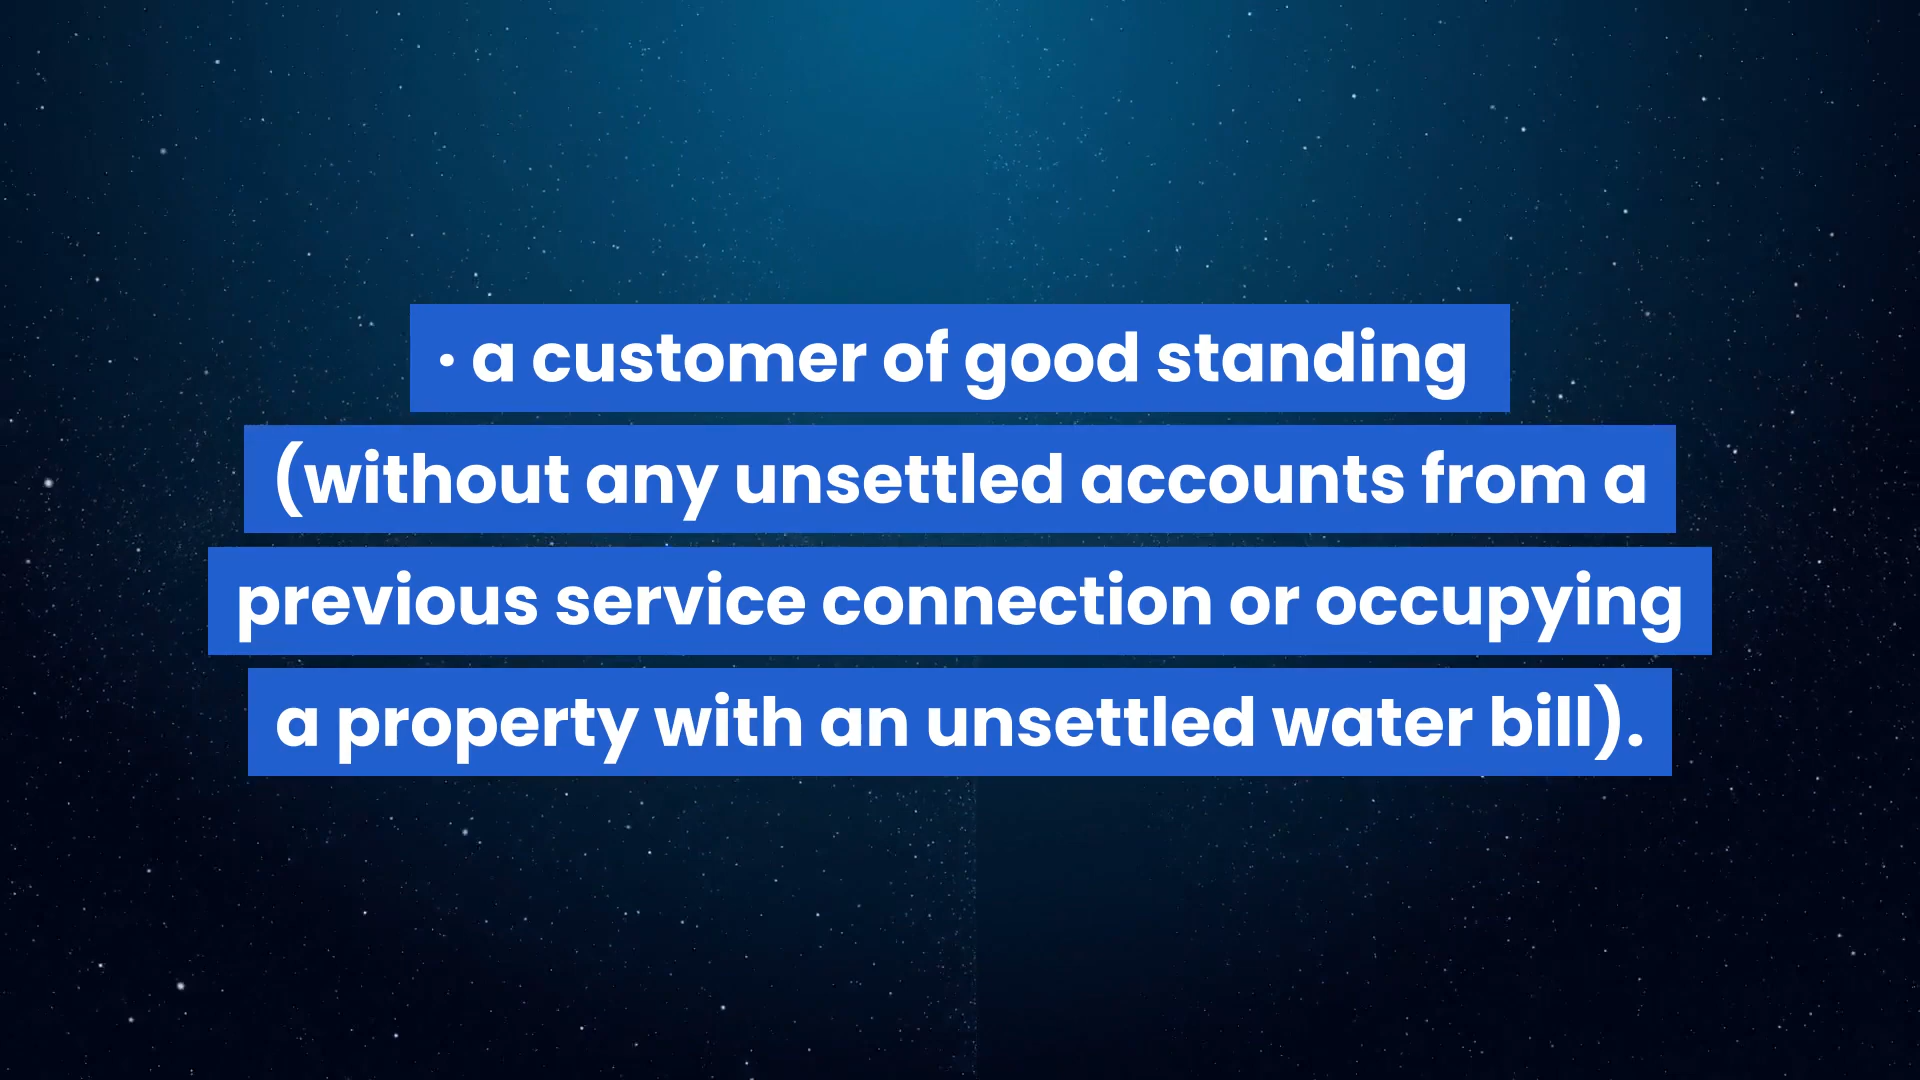 · a customer of good standing
(without any unsettled accounts from a
previous service connection or occupying
a property with an unsettled water bill).